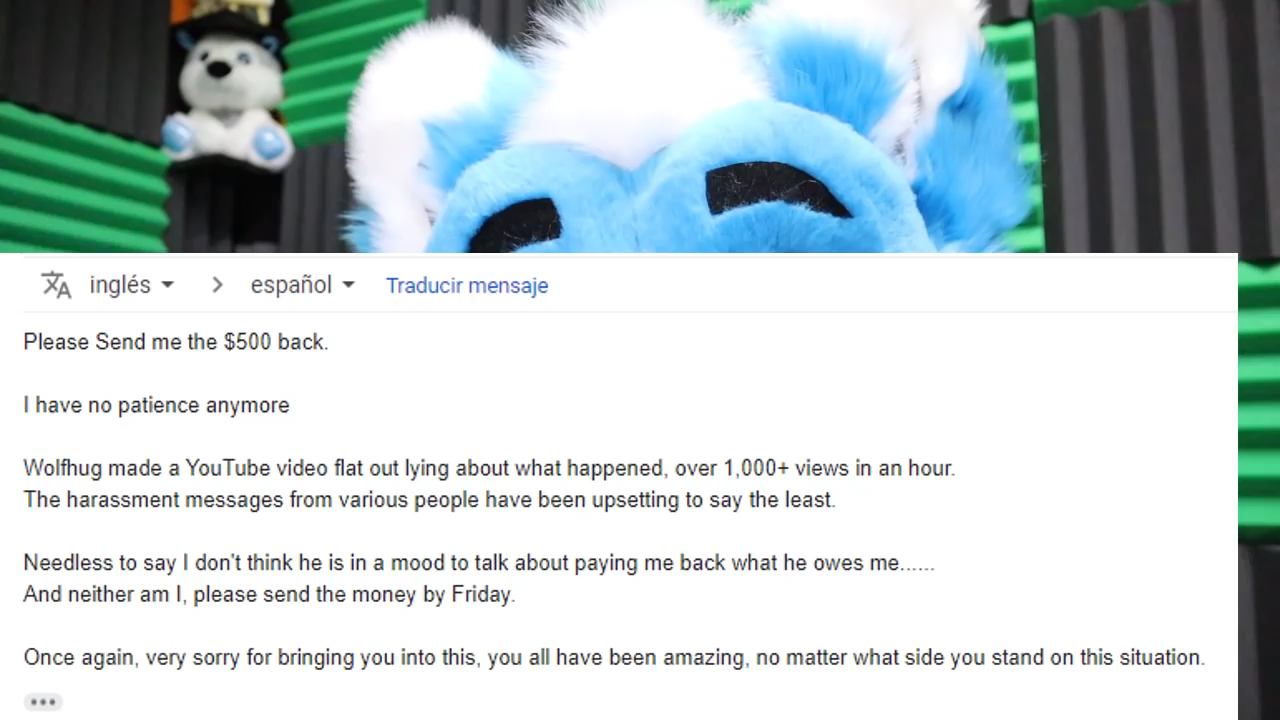 inglés > español Traducir mensaje
Please Send me the $500 back.
I have no patience anymore
Wolfhug made a YouTube video flat out lying about what happened, over 1,000+ views in an hour.
The harassment messages from various people have been upsetting to say the least.
Needless to say I don't think he is in a mood to talk about paying me back what he owes me......
And neither am I, please send the money by Friday.
Once again, very sorry for bringing you into this, you all have been amazing, no matter what side you stand on this situation.